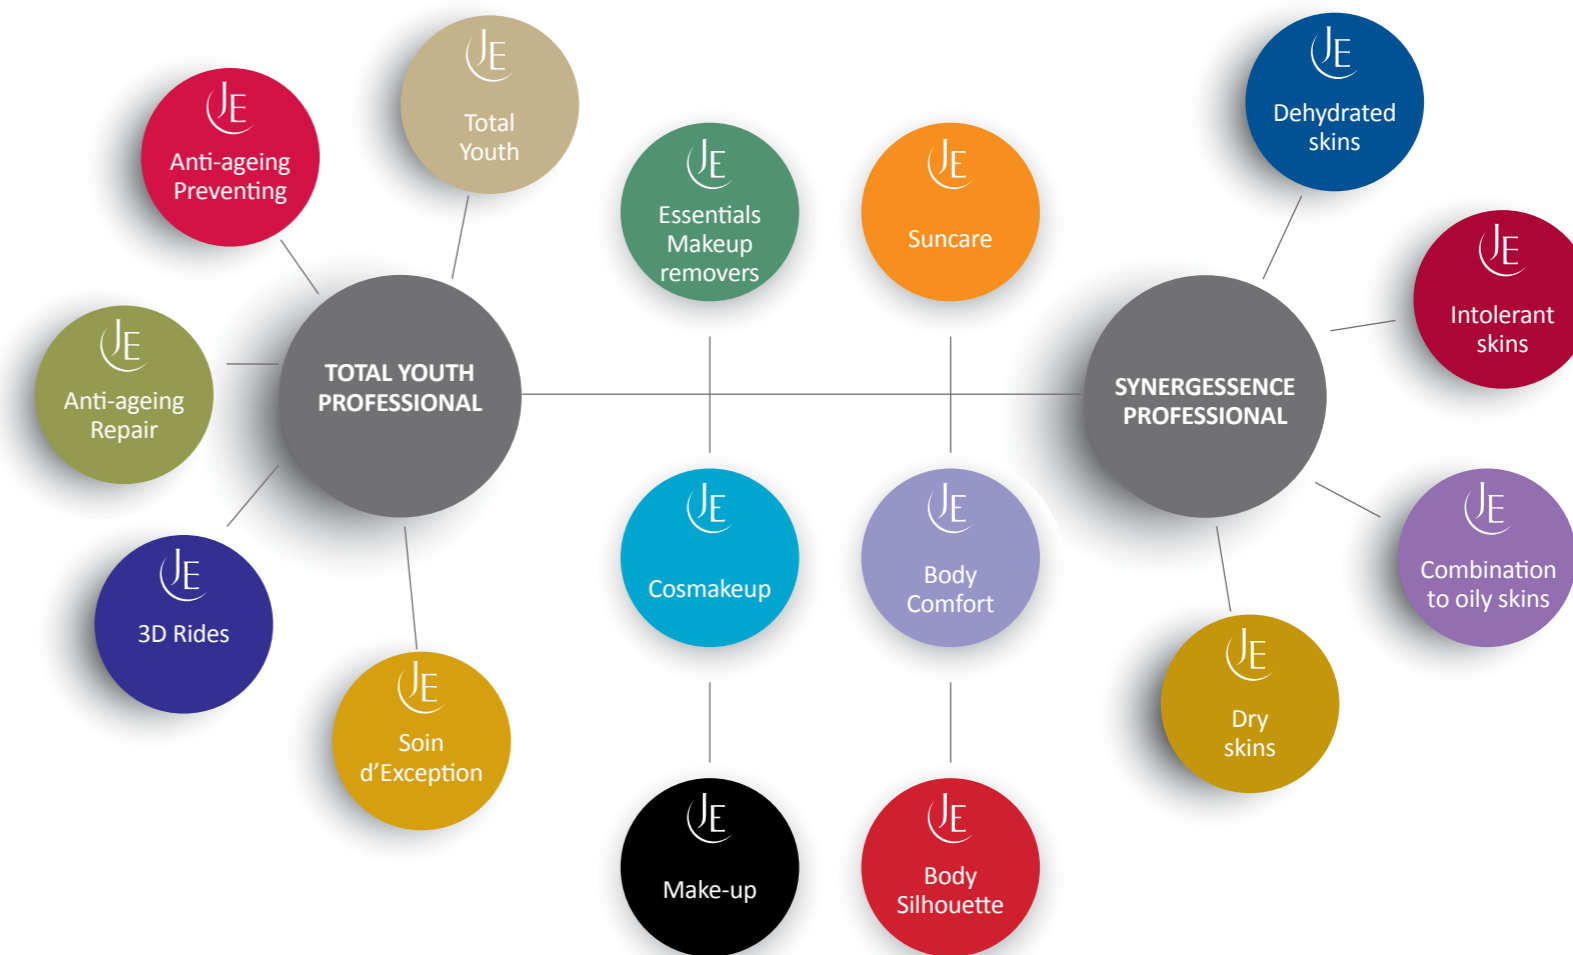 JE
Total
Youth
JE
Anti-ageing
Preventing
JE
Anti-ageing
Repair
JE
3D Rides
JE
Soin
d’Exception
TOTAL YOUTH
PROFESSIONAL
JE
Essentials
Makeup
removers
JE
Suncare
JE
Cosmakeup
JE
Body
Comfort
JE
Make-up
JE
Body
Silhouette
SYNERGESSENCE
PROFESSIONAL
JE
Dehydrated
skins
JE
Intolerant
skins
JE
Combination
to oily skins
JE
Dry
skins